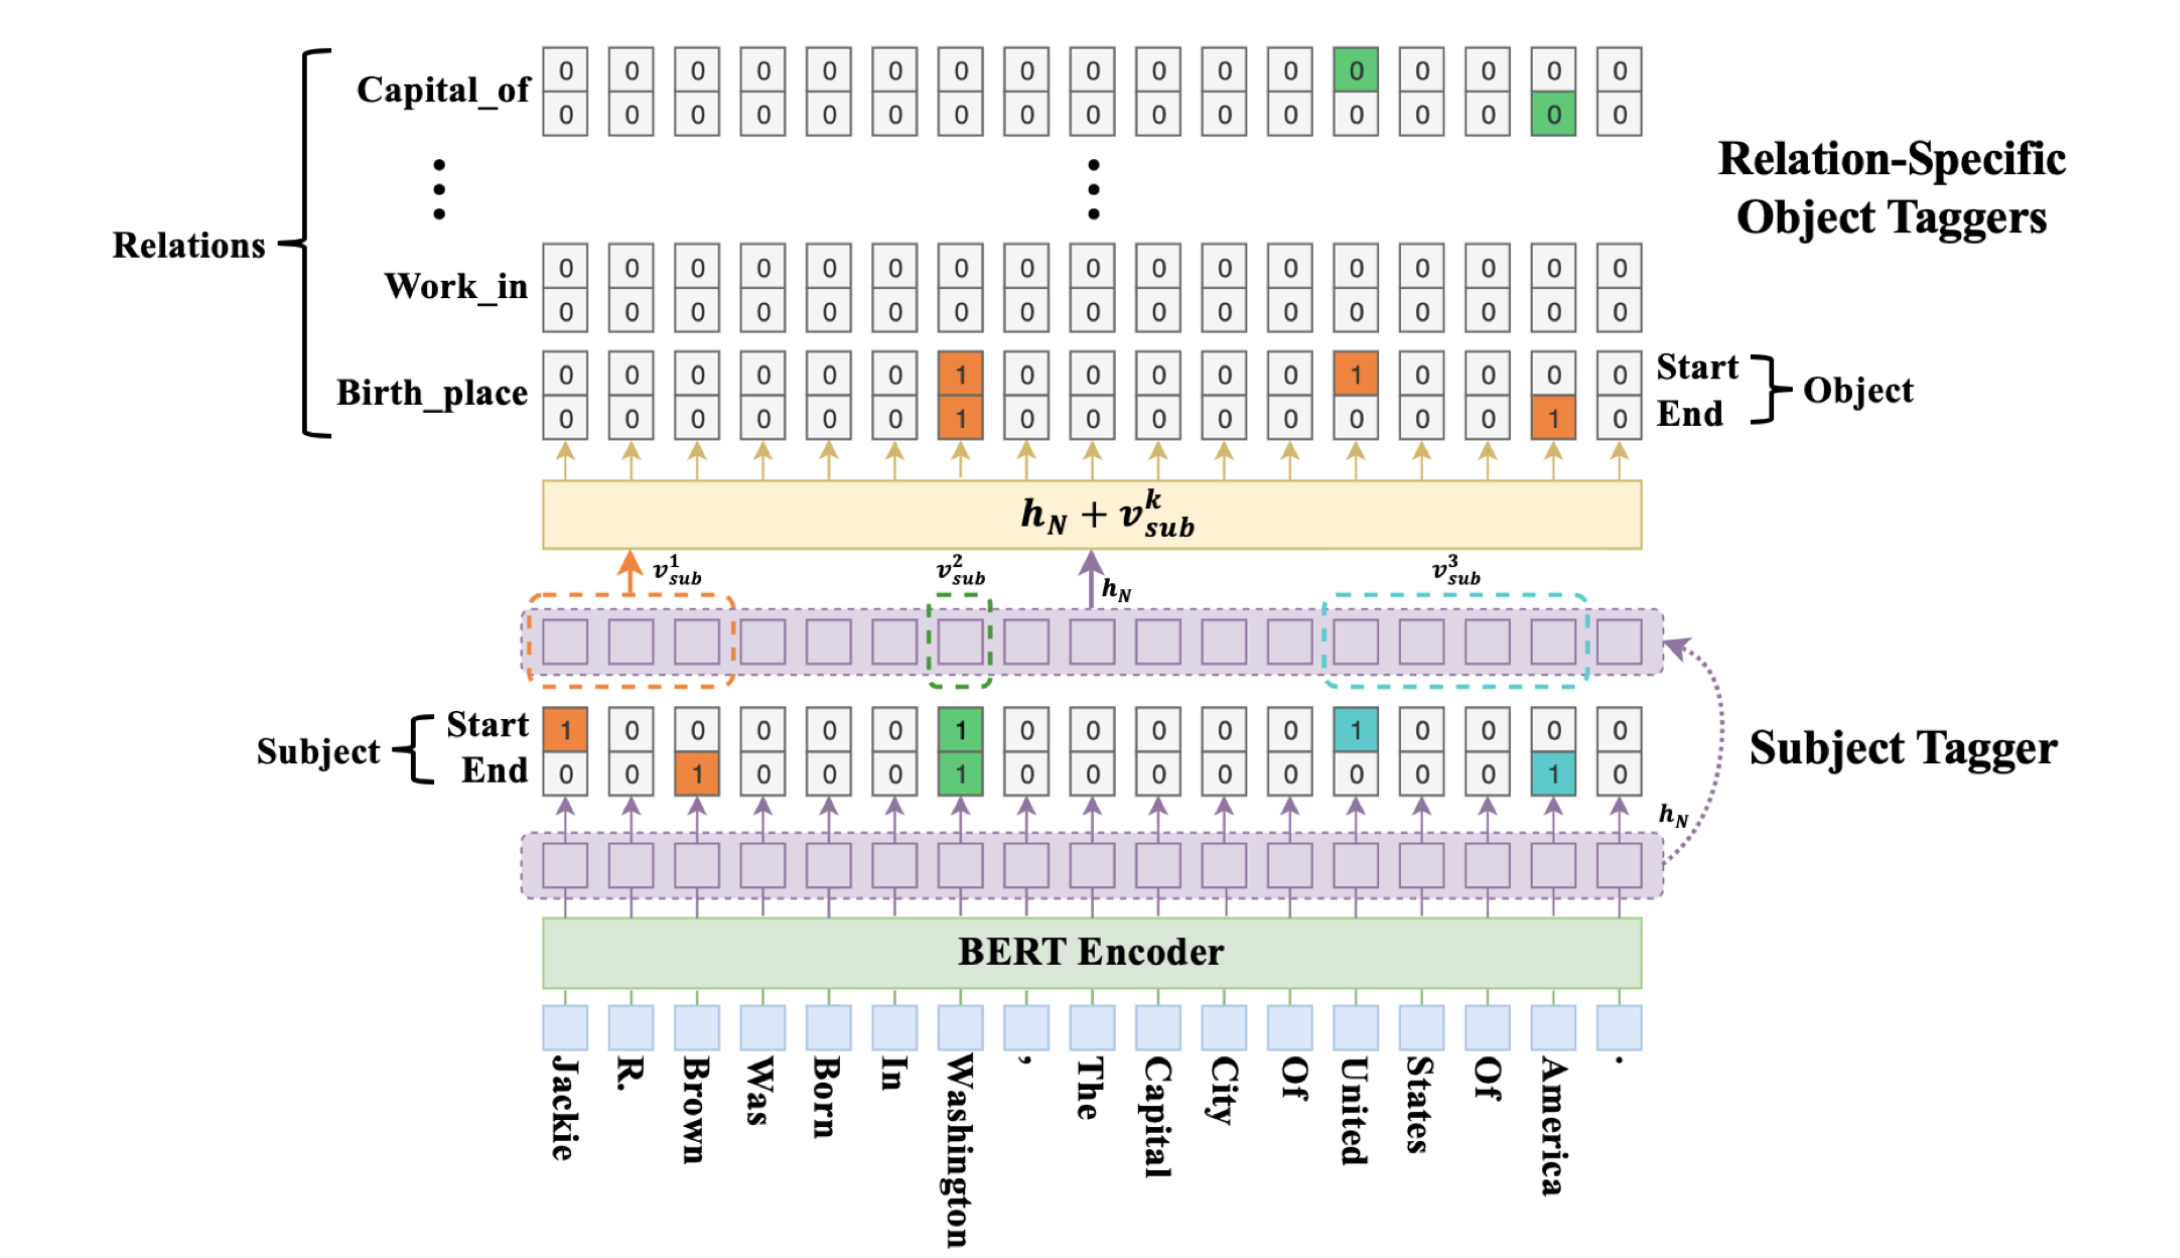 Capital_of
0 0 0 0 0 0 0 0 0 0 0 0 0 0 0 0 0
0 0 0 0 0 0 0 0 0 0 0 0 0 0 0 0 0
Relation-Specific
Object Taggers
Relations
Work_in
0 0 0 0 0 0 0 0 0 0 0 0 0 0 0 0 0
0 0 0 0 0 0 0 0 0 0 0 0 0 0 0 0 0
Birth_place
0 0 0 0 0 0 1 0 0 0 0 0 1 0 0 0 0
0 0 0 0 0 0 1 0 0 0 0 0 0 0 0 1 0
Start
End
Object
h_N + v_sub^k
v_sub^1
v_sub^2
h_N
v_sub^3
Subject
Start
End
1 0 0 0 0 0 1 0 0 0 0 0 1 0 0 0 0
0 0 1 0 0 0 1 0 0 0 0 0 0 0 0 1 0
Subject Tagger
h_N
BERT Encoder
Jackie
R.
Brown
Was
Born
In
Washington
,
The
Capital
City
Of
United
States
Of
America
.